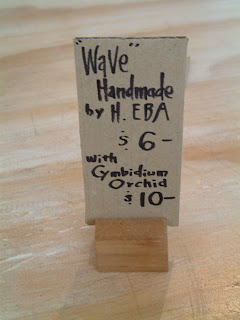 "Wave"
Handmade
by H. EBA
$ 6-
with
Cymbidium
Orchid
$ 10-